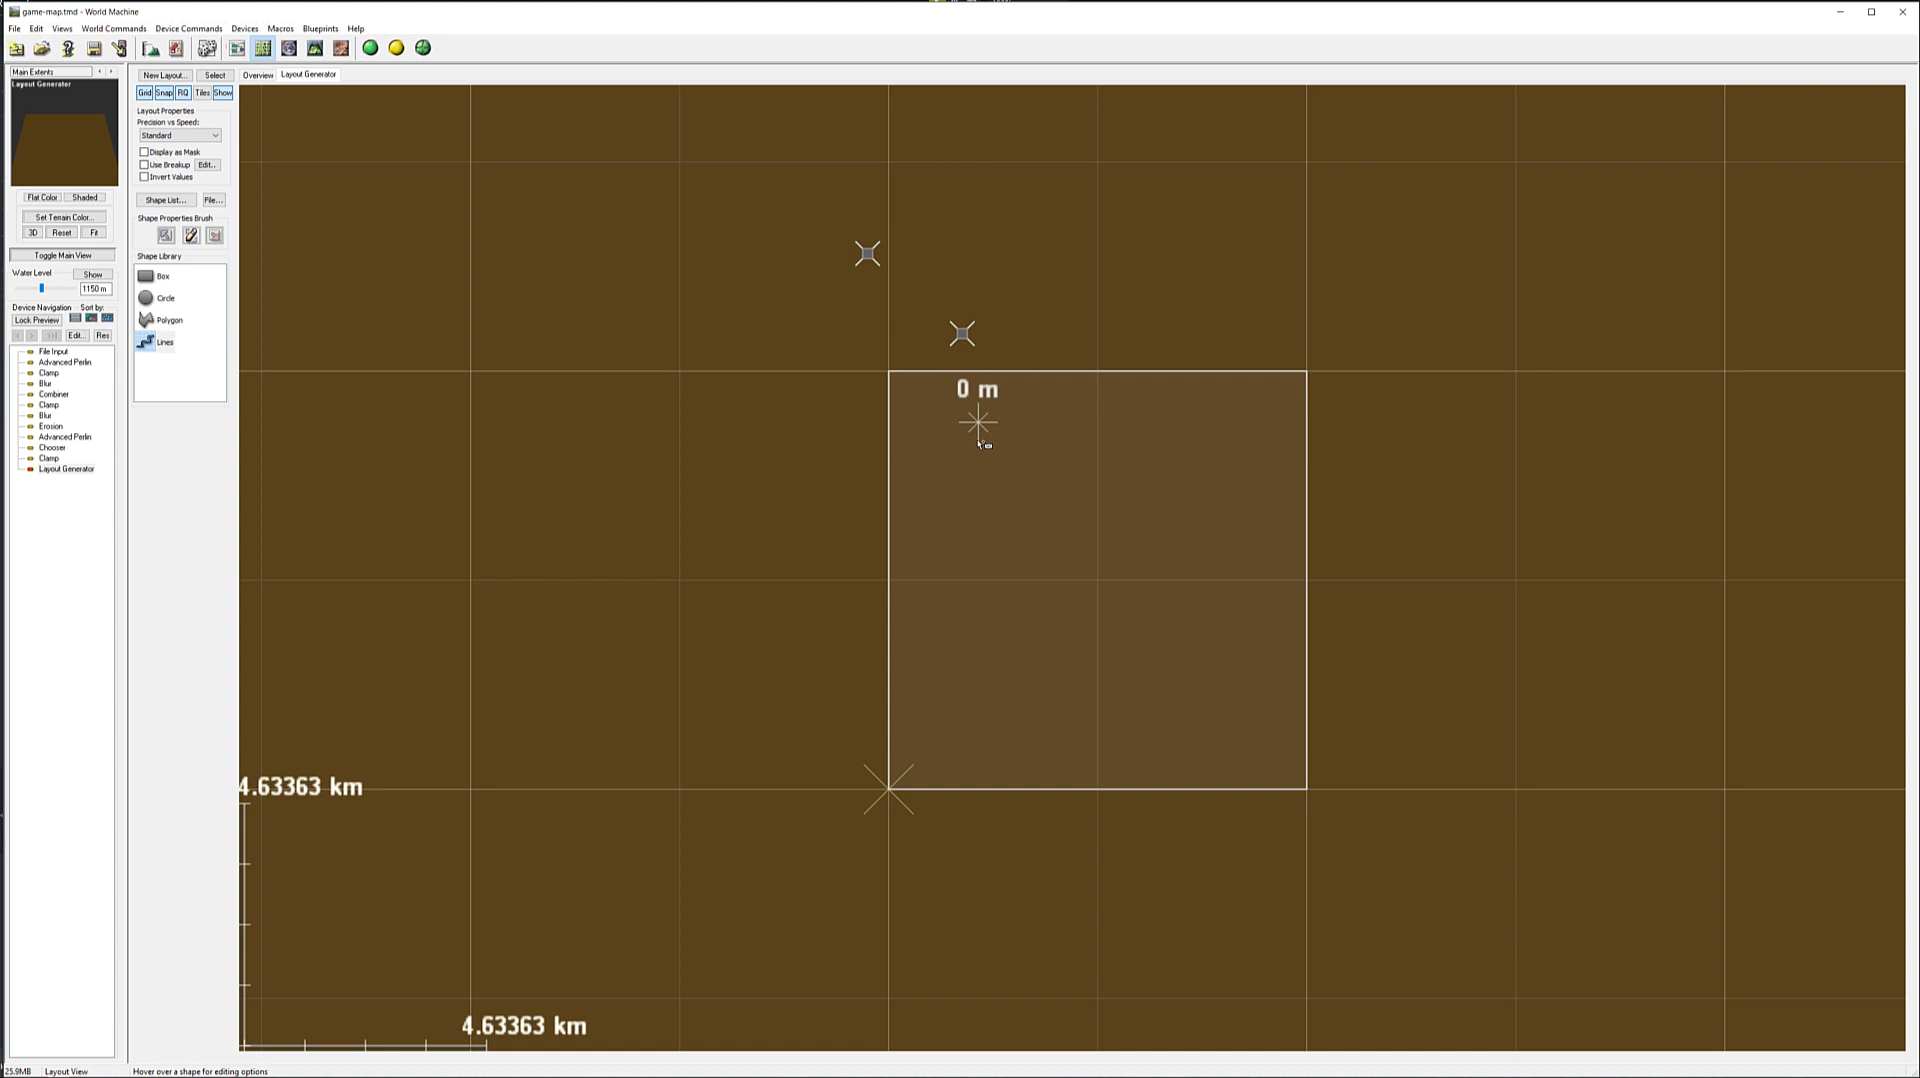 game-map.tmd - World Machine
File Edit Views World Commands Device Commands Devices Macros Blueprints Help
Main Extents
New Layout... Select Overview Layout Generator
Layout Generator
Grid Snap RQ Tiles Show
Layout Properties
Precision vs Speed:
Standard
Display as Mask
Use Breakup Edit..
Invert Values
Flat Color Shaded
Shape List... File...
Set Terrain Color...
Shape Properties Brush
3D Reset Fit
Toggle Main View
Shape Library
Water Level Show
1150 m
Box
Circle
Polygon
Lines
Device Navigation Sort by:
Lock Preview
Edit... Res
File Input
Advanced Perlin
Clamp
Blur
Combiner
Clamp
Blur
Erosion
Advanced Perlin
Chooser
Clamp
Layout Generator
0 m
4.63363 km
4.63363 km
25.9MB Layout View Hover over a shape for editing options